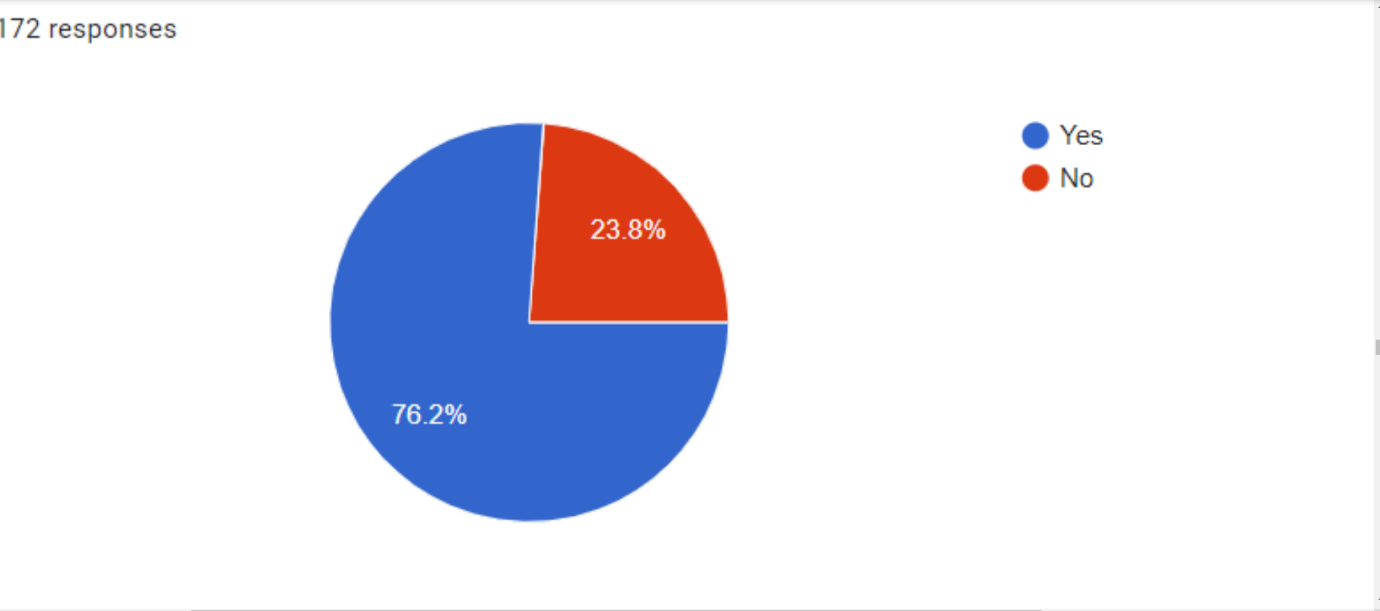 172 responses
Yes
No
23.8%
76.2%